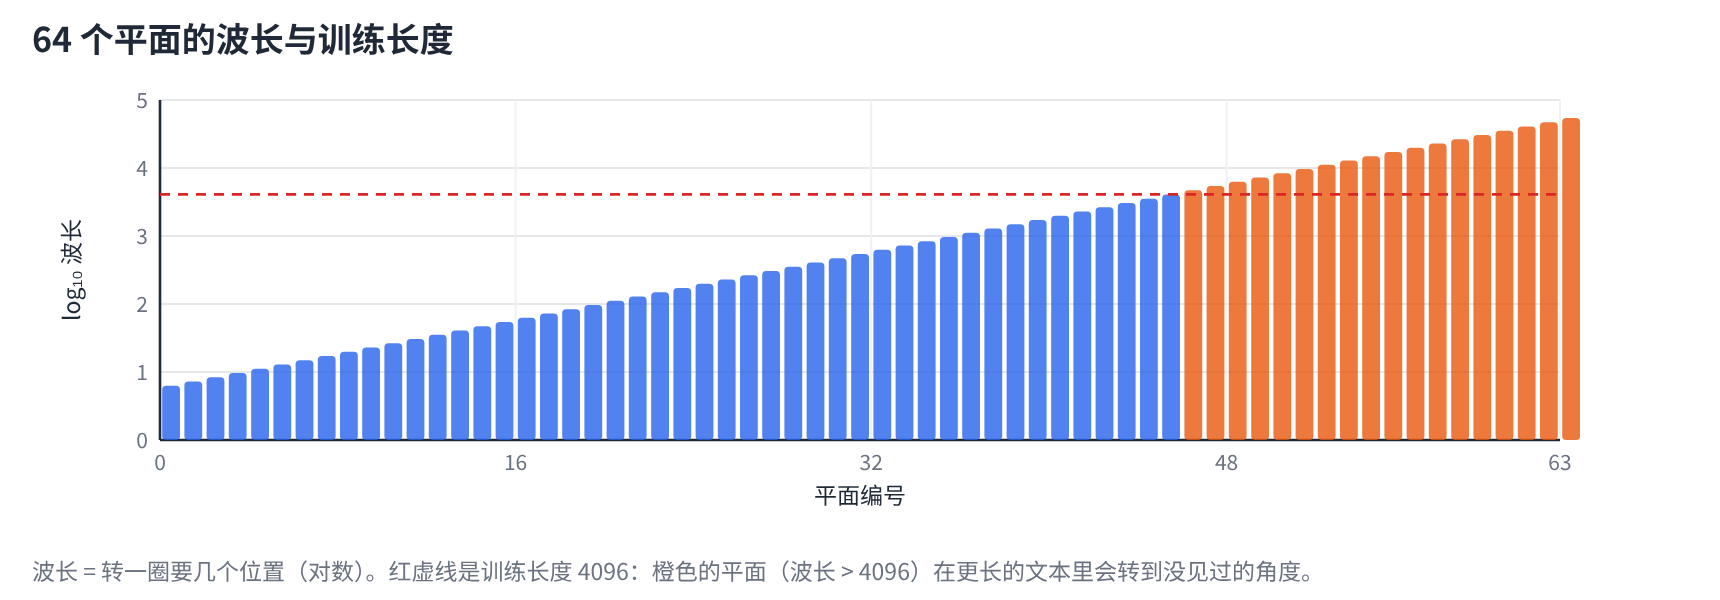 64 个平面的波长与训练长度
5
4
3
2
1
0
log₁₀ 波长
0 16 32 48 63
平面编号
波长 = 转一圈要几个位置（对数）。红虚线是训练长度 4096：橙色的平面（波长 > 4096）在更长的文本里会转到没见过的角度。